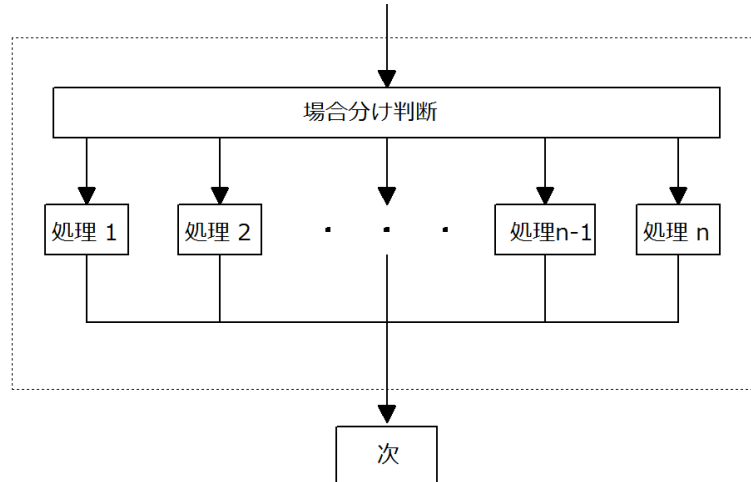 場合分け判断
処理 1
処理 2
・ ・ ・
処理n-1
処理 n
次